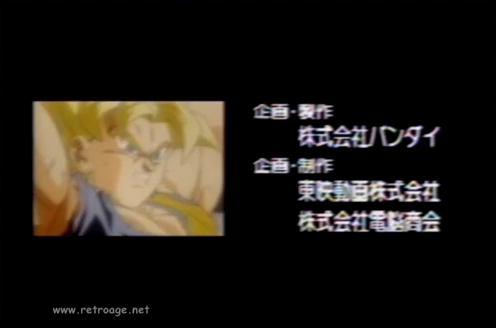 企画・製作
株式会社バンダイ
企画・制作
東映動画株式会社
株式会社電脳商会
www.retroage.net